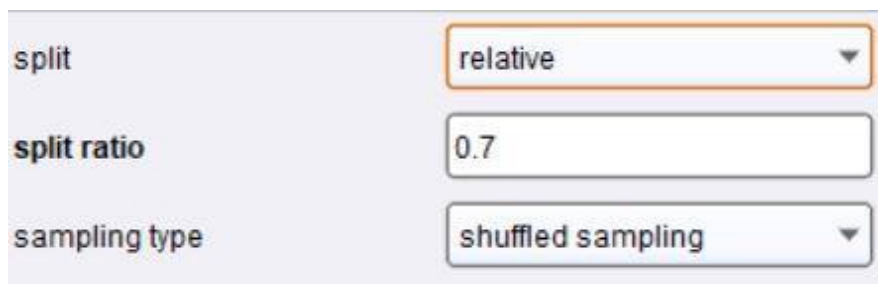 split relative
split ratio 0.7
sampling type shuffled sampling